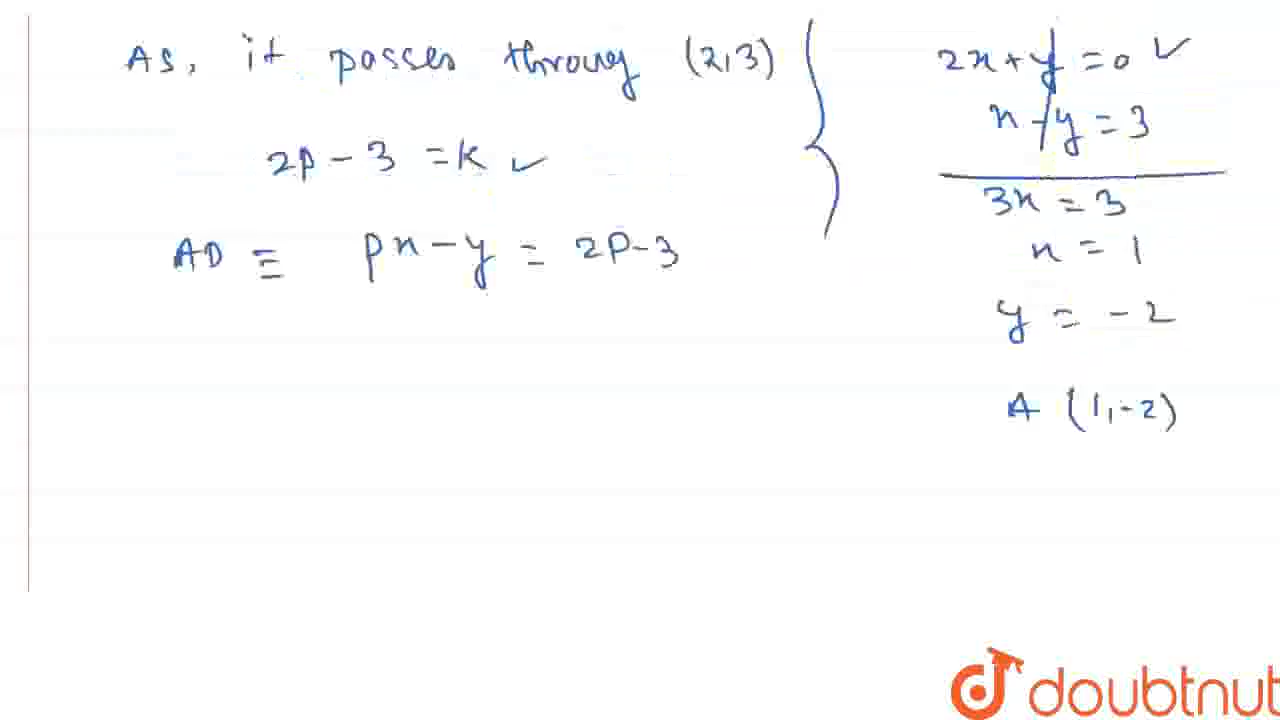 As, it passes throug (2,3)
2p - 3 = k ✓
AD ≡ px - y = 2p - 3
2x + y = 0 ✓
x - y = 3
3x = 3
x = 1
y = -2
A (1, -2)
doubtnut